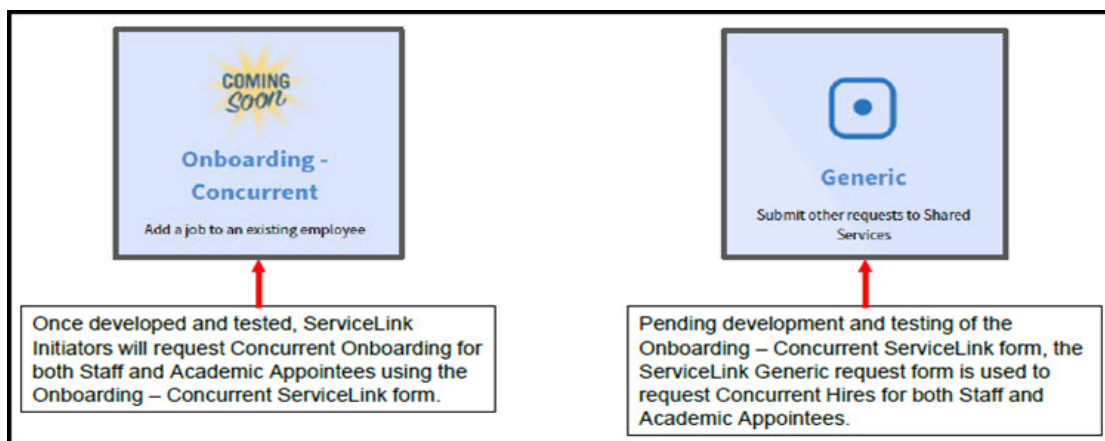 COMING
Soon
Onboarding -
Concurrent
Add a job to an existing employee
Generic
Submit other requests to Shared
Services
Once developed and tested, ServiceLink
Initiators will request Concurrent Onboarding for
both Staff and Academic Appointees using the
Onboarding – Concurrent ServiceLink form.
Pending development and testing of the
Onboarding – Concurrent ServiceLink form, the
ServiceLink Generic request form is used to
request Concurrent Hires for both Staff and
Academic Appointees.